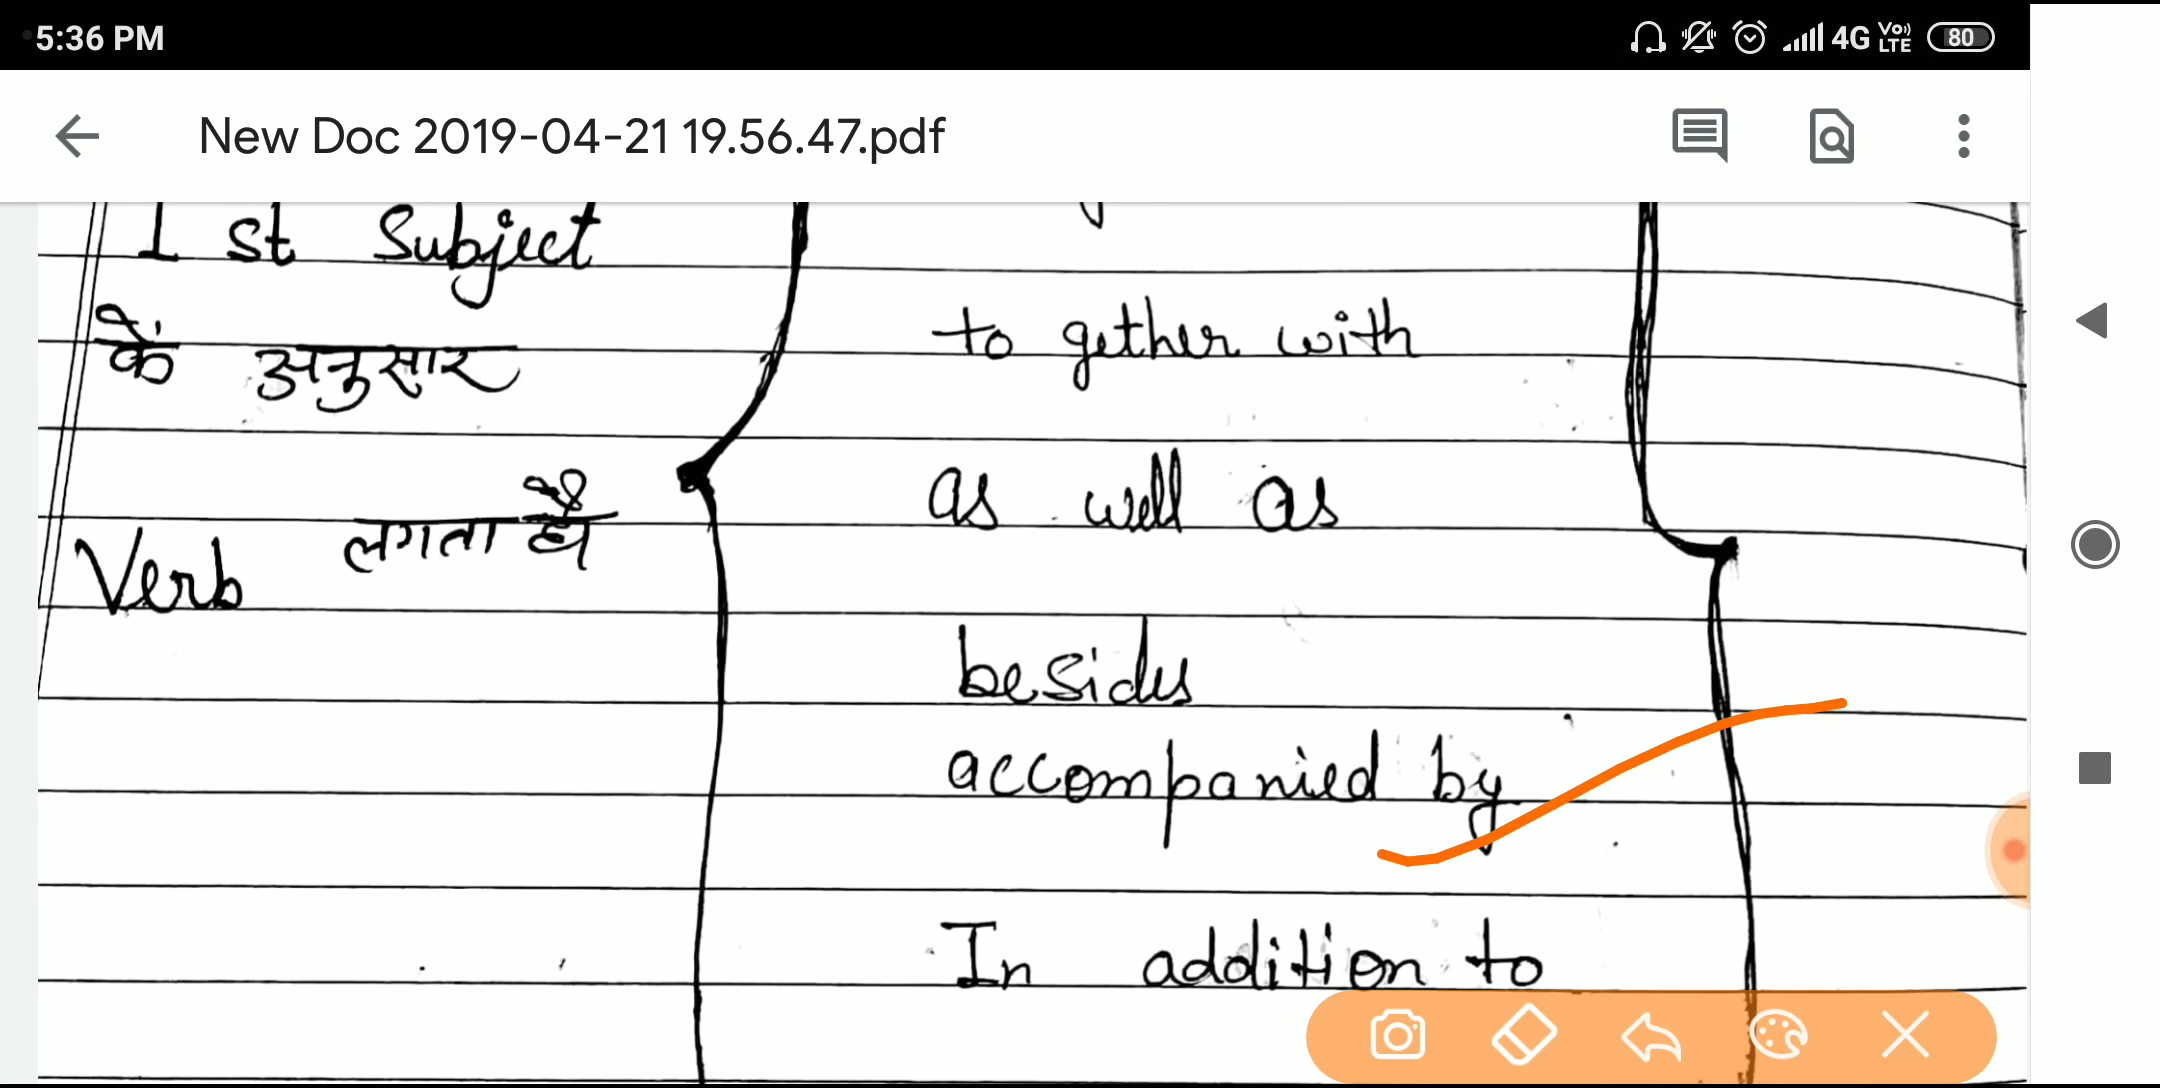 5:36 PM
4G VoLTE 80
New Doc 2019-04-21 19.56.47.pdf
1 st Subject
कें अनुसार
Verb लगता है
to gether with
as well as
besides
accompanied by
In addition to